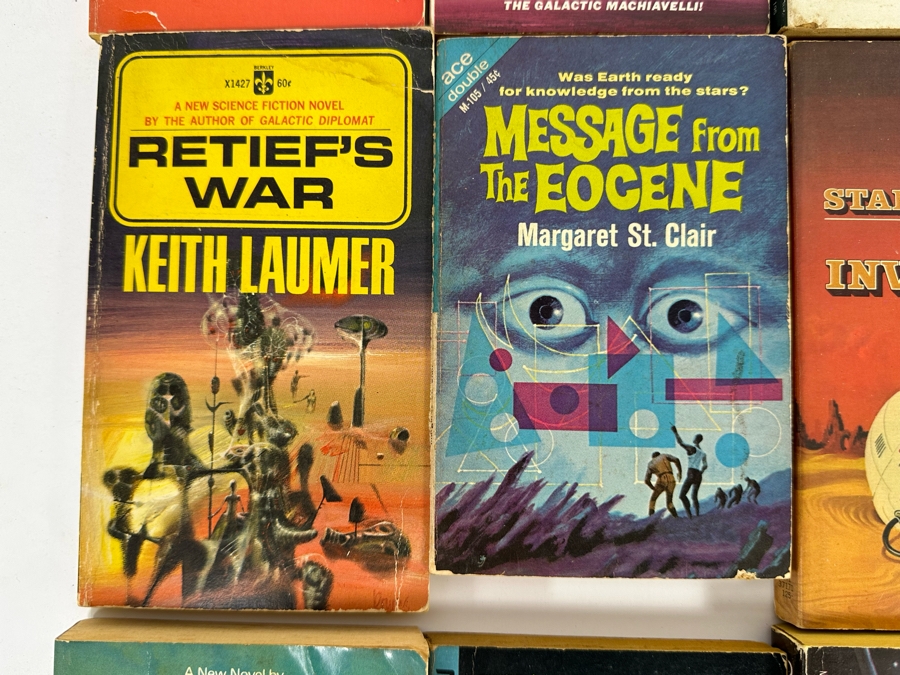 THE GALACTIC MACHIAVELLI!
BERKLEY
X1427 60¢
A NEW SCIENCE FICTION NOVEL
BY THE AUTHOR OF GALACTIC DIPLOMAT
RETIEF'S
WAR
KEITH LAUMER
ace
double
M-105 / 45¢
Was Earth ready
for knowledge from the stars?
MESSAGE from
The EOCENE
Margaret St. Clair
STAR
INV
A New Novel by